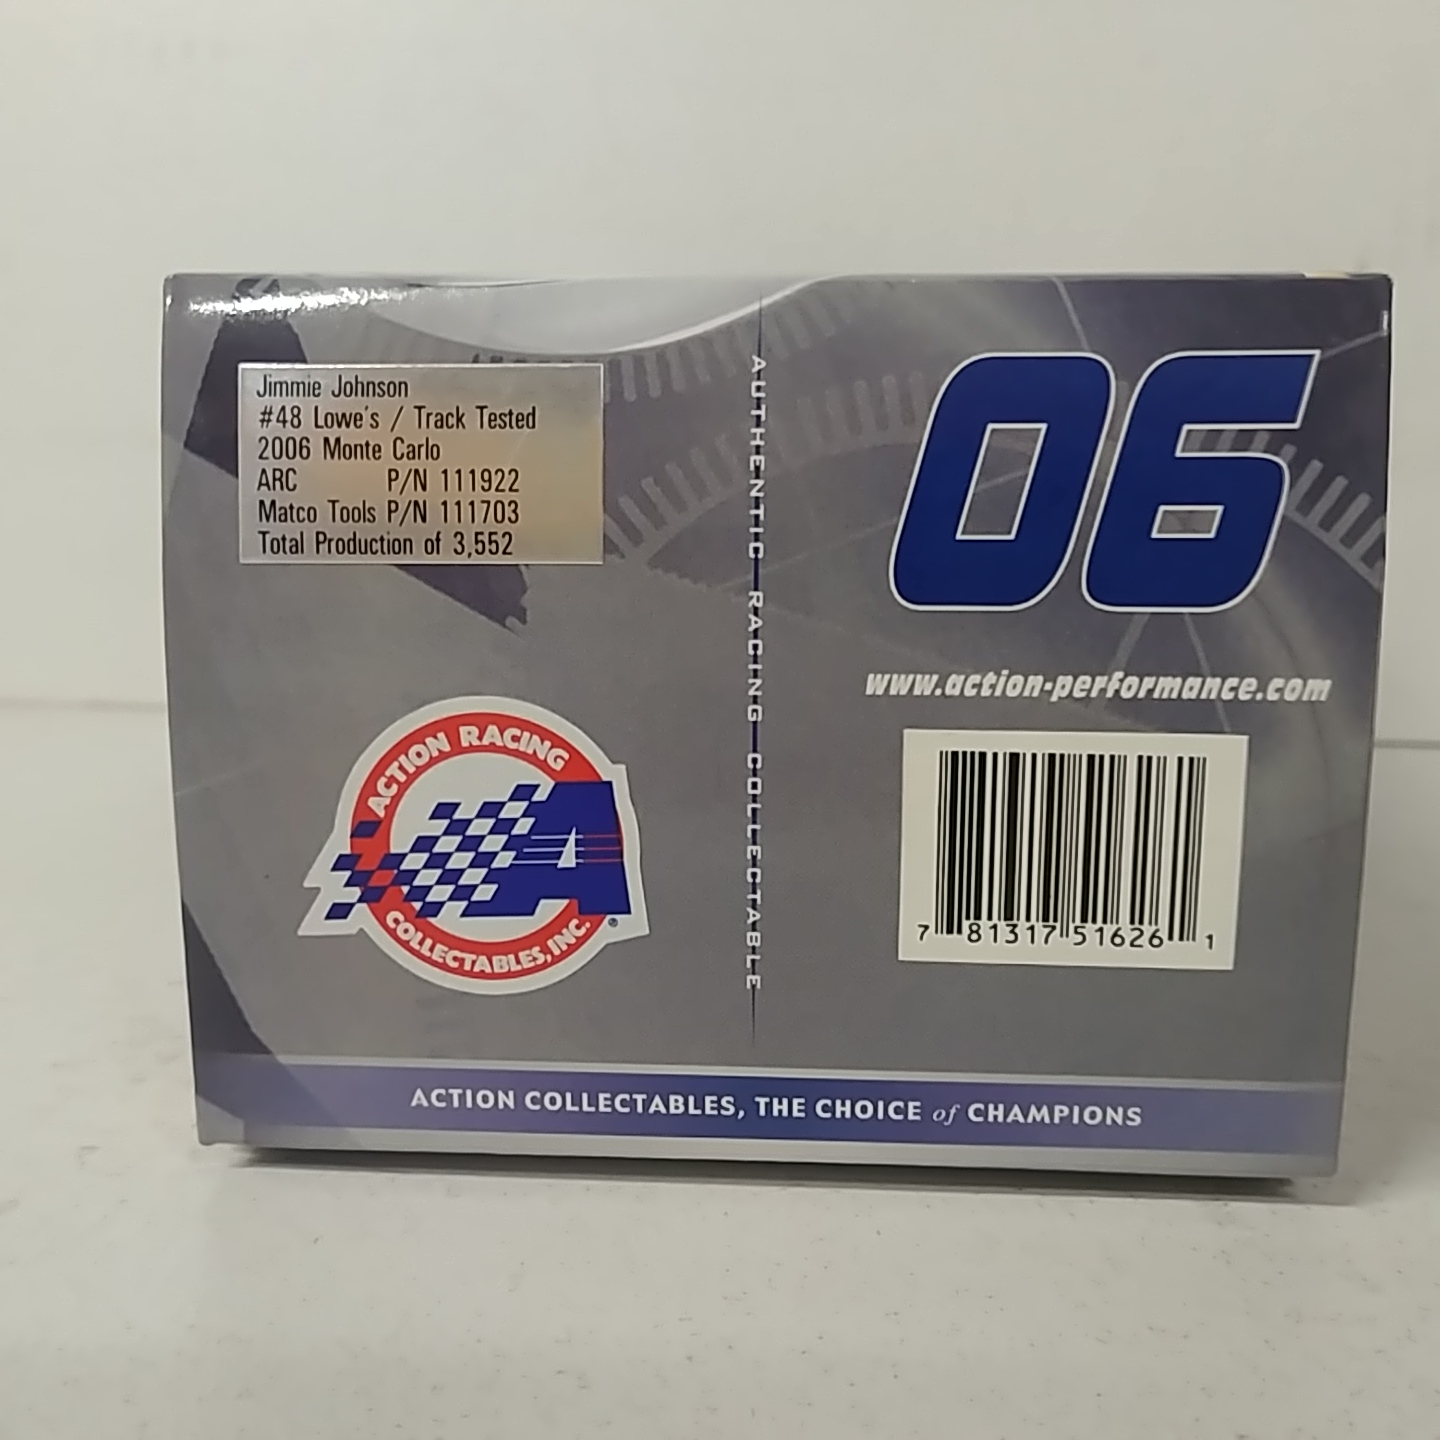 Jimmie Johnson
#48 Lowe's / Track Tested
2006 Monte Carlo
ARC P/N 111922
Matco Tools P/N 111703
Total Production of 3,552
ACTION RACING
A
COLLECTABLES, INC.
®
AUTHENTIC RACING COLLECTABLE
06
www.action-performance.com
7 81317 51626 1
ACTION COLLECTABLES, THE CHOICE of CHAMPIONS